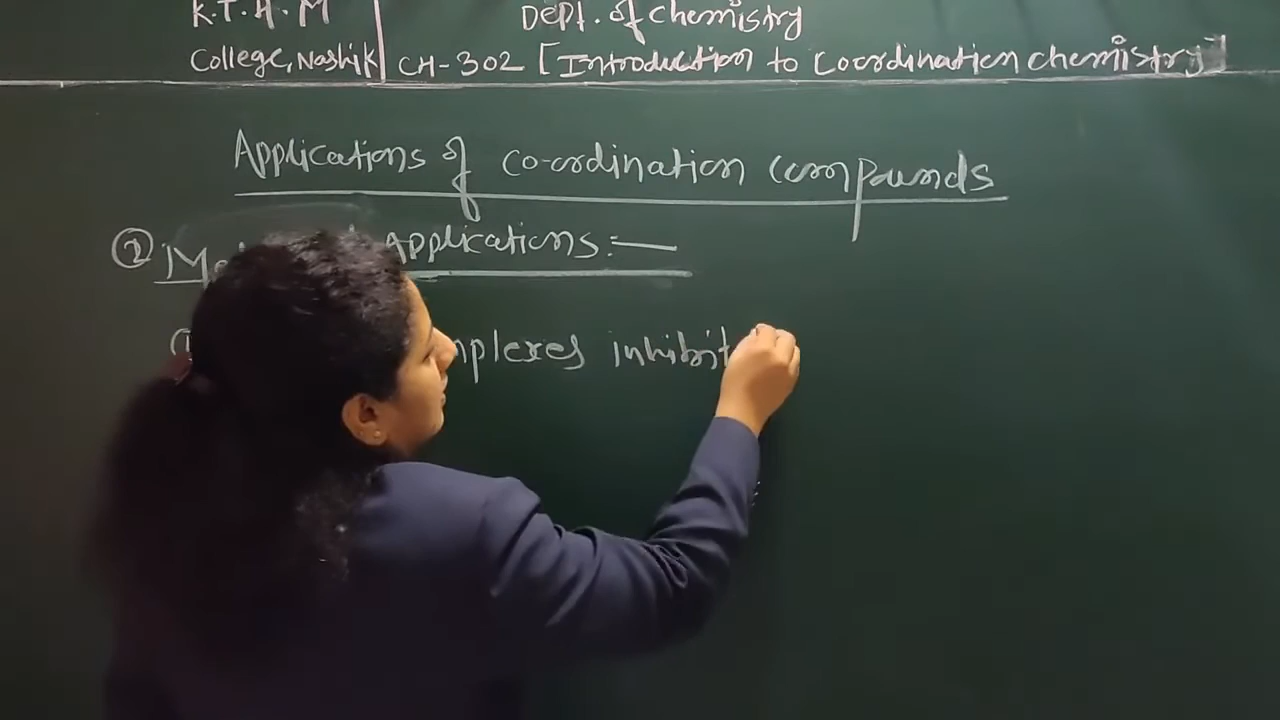 K.T.H.M
College, Nashik
Dept. of chemistry
CH-302 [Introduction to Coordination chemistry]
Applications of co-ordination compounds
② Applications:-
inhibit